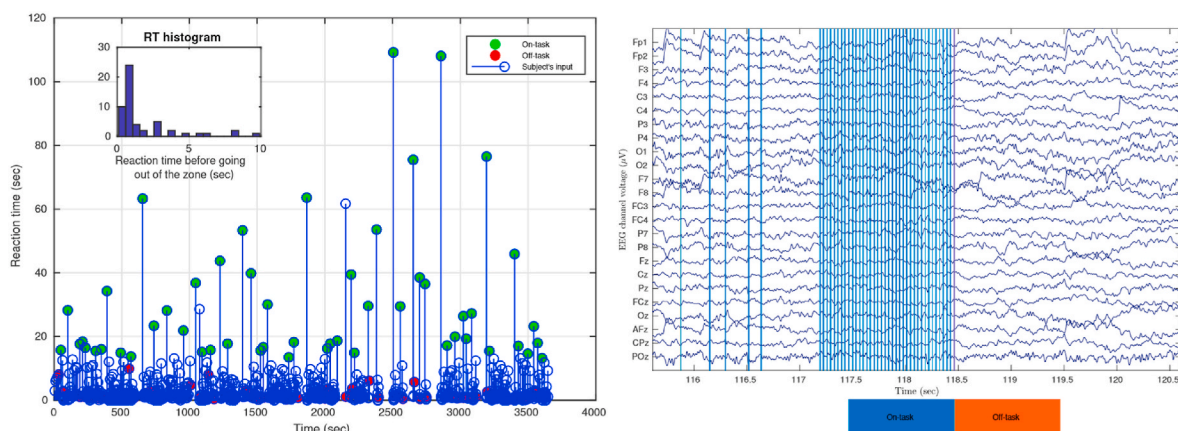 120
100
80
60
40
20
0
Reaction time (sec)
0 500 1000 1500 2000 2500 3000 3500 4000
Time (sec)
RT histogram
30
20
10
0
0 5 10
Reaction time before going
out of the zone (sec)
On-task
Off-task
Subject's input
EEG channel voltage (μV)
Fp1
Fp2
F3
F4
C3
C4
P3
P4
O1
O2
F7
F8
FC3
FC4
P7
P8
Fz
Cz
Pz
FCz
Oz
AFz
CPz
POz
116 116.5 117 117.5 118 118.5 119 119.5 120 120.5
Time (sec)
On-task Off-task